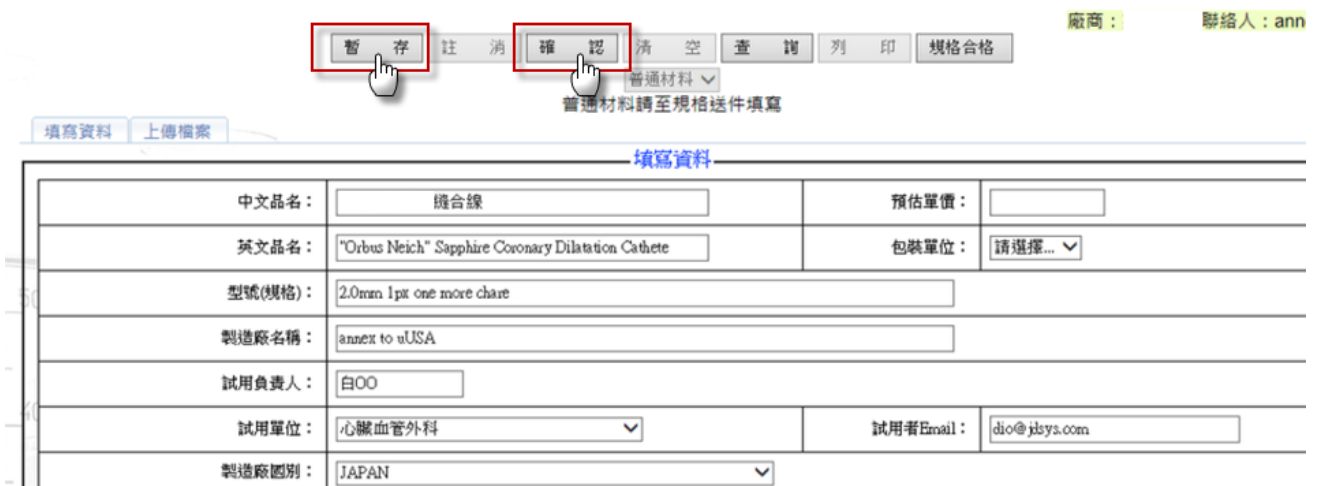 廠商： 聯絡人：ann
暫 存 註 消 確 認 清 空 查 詢 列 印 規格合格
普通材料
普通材料請至規格送件填寫
填寫資料 上傳檔案
填寫資料
中文品名： 縫合線 預估單價：
英文品名： "Orbus Neich" Sapphire Coronary Dilatation Cathete 包裝單位： 請選擇...
型號(規格)： 2.0mm 1px one more chare
製造廠名稱： annex to uUSA
試用負責人： 白OO
試用單位： 心臟血管外科 試用者Email： dio@jdsys.com
製造廠國別： JAPAN